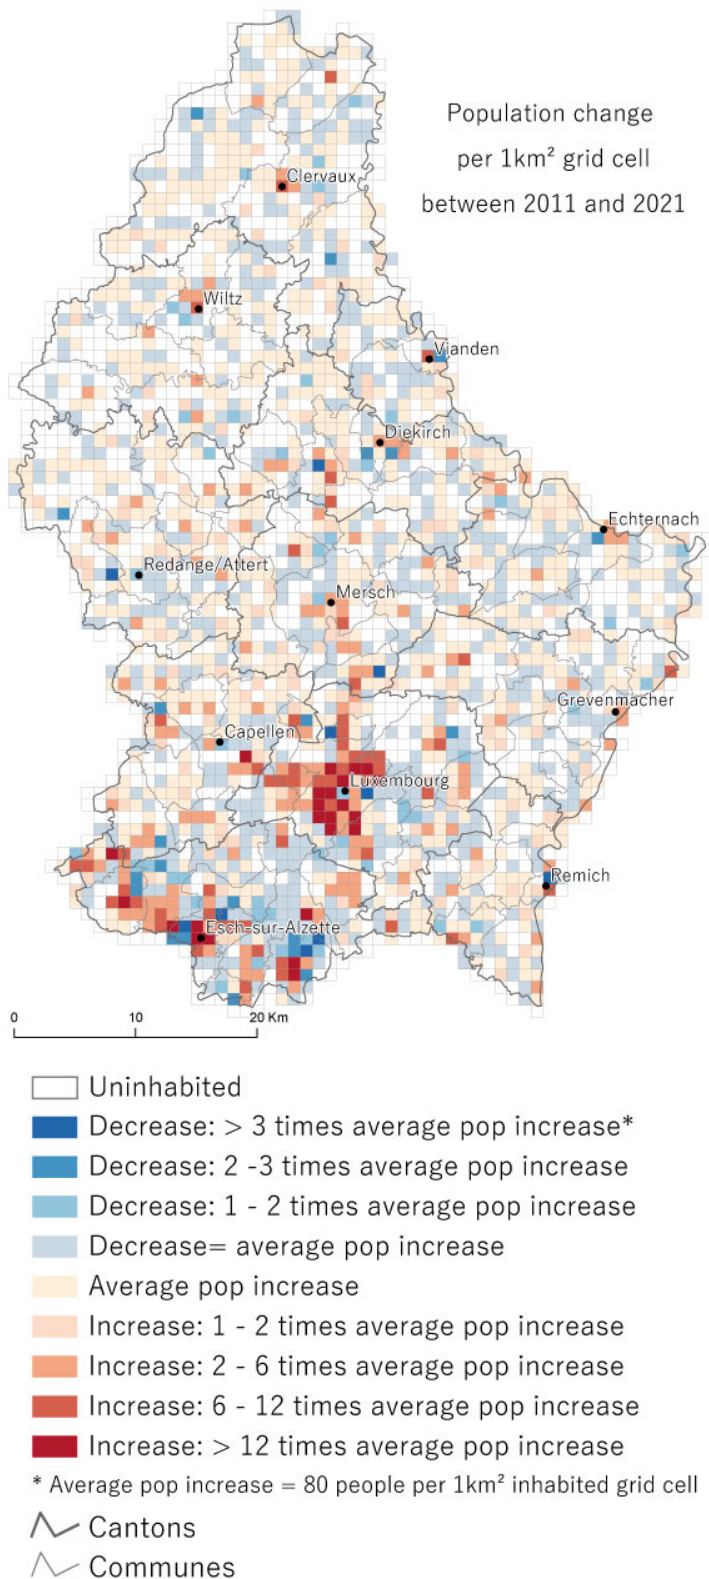 Population change
per 1km² grid cell
between 2011 and 2021
Clervaux
Wiltz
Vianden
Diekirch
Echternach
Redange/Attert
Mersch
Grevenmacher
Capellen
Luxembourg
Remich
Esch-sur-Alzette
0 10 20 Km
Uninhabited
Decrease: > 3 times average pop increase*
Decrease: 2 -3 times average pop increase
Decrease: 1 - 2 times average pop increase
Decrease= average pop increase
Average pop increase
Increase: 1 - 2 times average pop increase
Increase: 2 - 6 times average pop increase
Increase: 6 - 12 times average pop increase
Increase: > 12 times average pop increase
* Average pop increase = 80 people per 1km² inhabited grid cell
Cantons
Communes